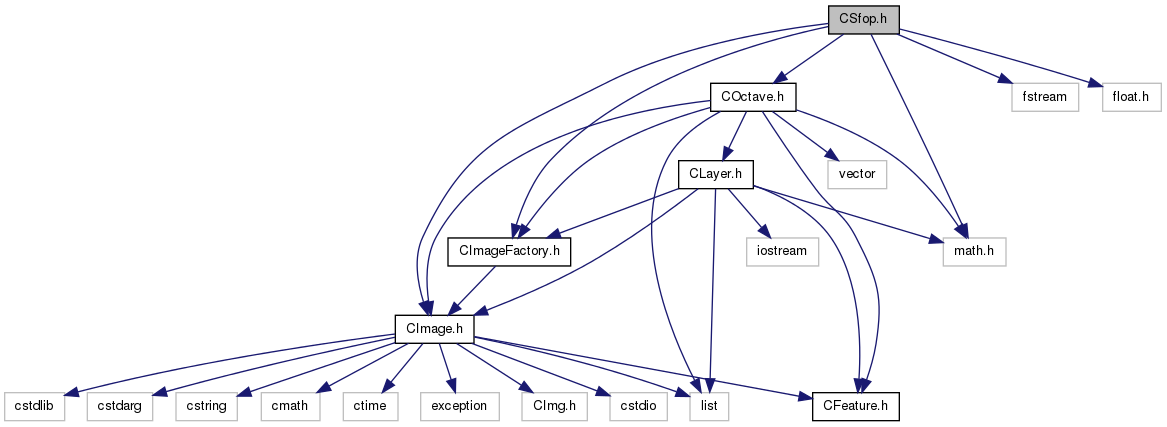 CSfop.h
COctave.h
fstream
float.h
CLayer.h
vector
CImageFactory.h
iostream
math.h
CImage.h
cstdlib
cstdarg
cstring
cmath
ctime
exception
CImg.h
cstdio
list
CFeature.h